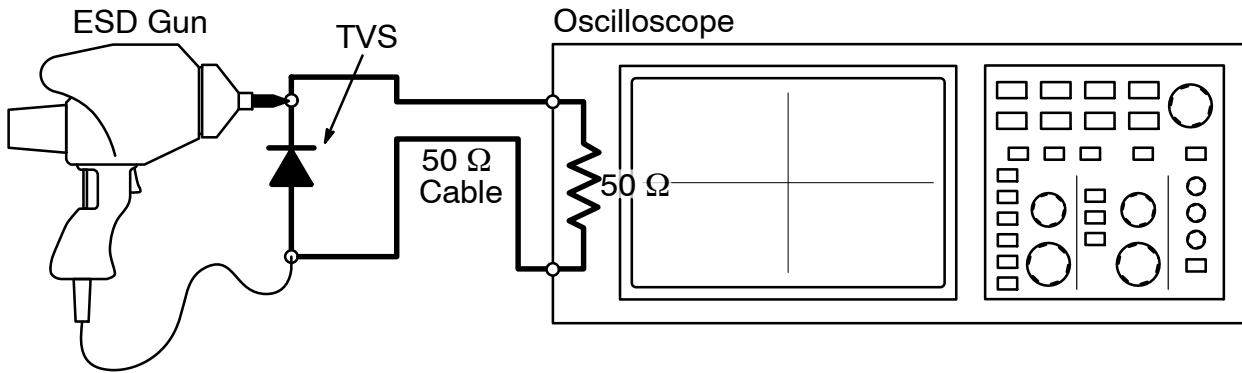 ESD Gun
TVS
Oscilloscope
50 Ω
Cable
50 Ω